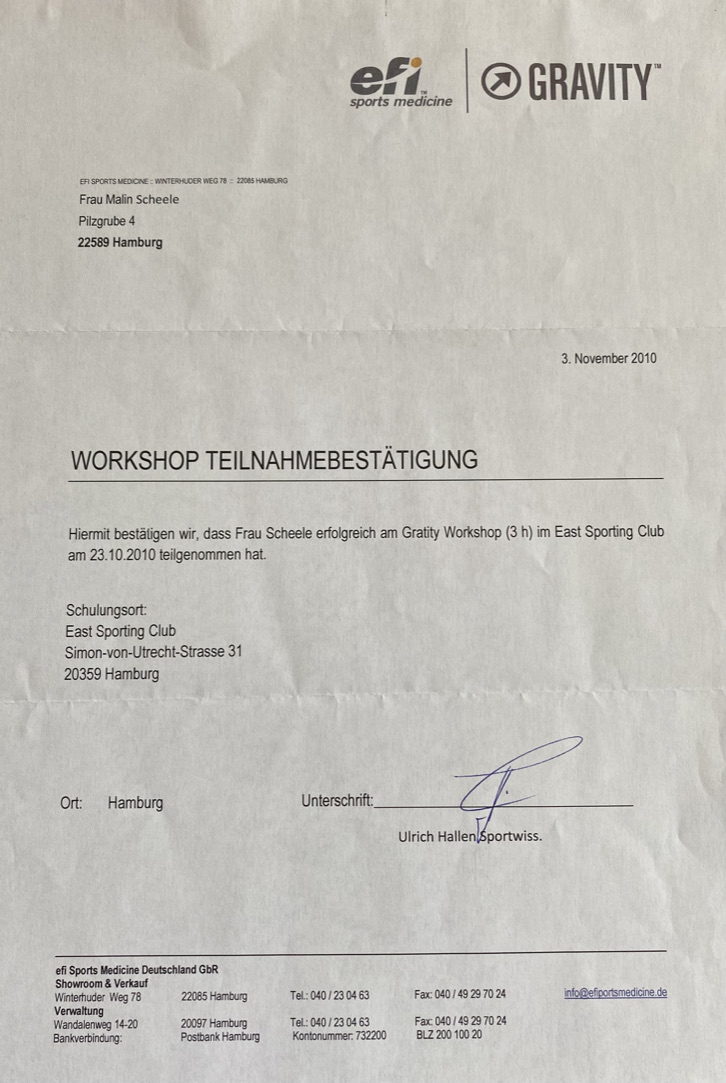 efi™ GRAVITY™
sports medicine
EFI SPORTS MEDICINE :: WINTERHUDER WEG 78 :: 22085 HAMBURG
Frau Malin Scheele
Pilzgrube 4
22589 Hamburg
3. November 2010
WORKSHOP TEILNAHMEBESTÄTIGUNG
Hiermit bestätigen wir, dass Frau Scheele erfolgreich am Gratity Workshop (3 h) im East Sporting Club
am 23.10.2010 teilgenommen hat.
Schulungsort:
East Sporting Club
Simon-von-Utrecht-Strasse 31
20359 Hamburg
Ort: Hamburg Unterschrift:
Ulrich Hallen Sportwiss.
efi Sports Medicine Deutschland GbR
Showroom & Verkauf
Winterhuder Weg 78 22085 Hamburg Tel.: 040 / 23 04 63 Fax: 040 / 49 29 70 24 info@efiportsmedicine.de
Verwaltung
Wandalenweg 14-20 20097 Hamburg Tel.: 040 / 23 04 63 Fax: 040 / 49 29 70 24
Bankverbindung: Postbank Hamburg Kontonummer: 732200 BLZ 200 100 20